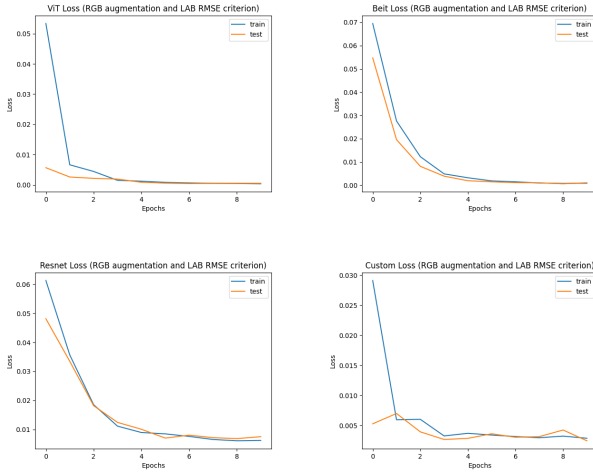 ViT Loss (RGB augmentation and LAB RMSE criterion)
0.05
0.04
0.03
0.02
0.01
0.00
Loss
train
test
0 2 4 6 8
Epochs
Beit Loss (RGB augmentation and LAB RMSE criterion)
0.07
0.06
0.05
0.04
0.03
0.02
0.01
0.00
Loss
train
test
0 2 4 6 8
Epochs
Resnet Loss (RGB augmentation and LAB RMSE criterion)
0.06
0.05
0.04
0.03
0.02
0.01
Loss
train
test
0 2 4 6 8
Epochs
Custom Loss (RGB augmentation and LAB RMSE criterion)
0.030
0.025
0.020
0.015
0.010
0.005
Loss
train
test
0 2 4 6 8
Epochs